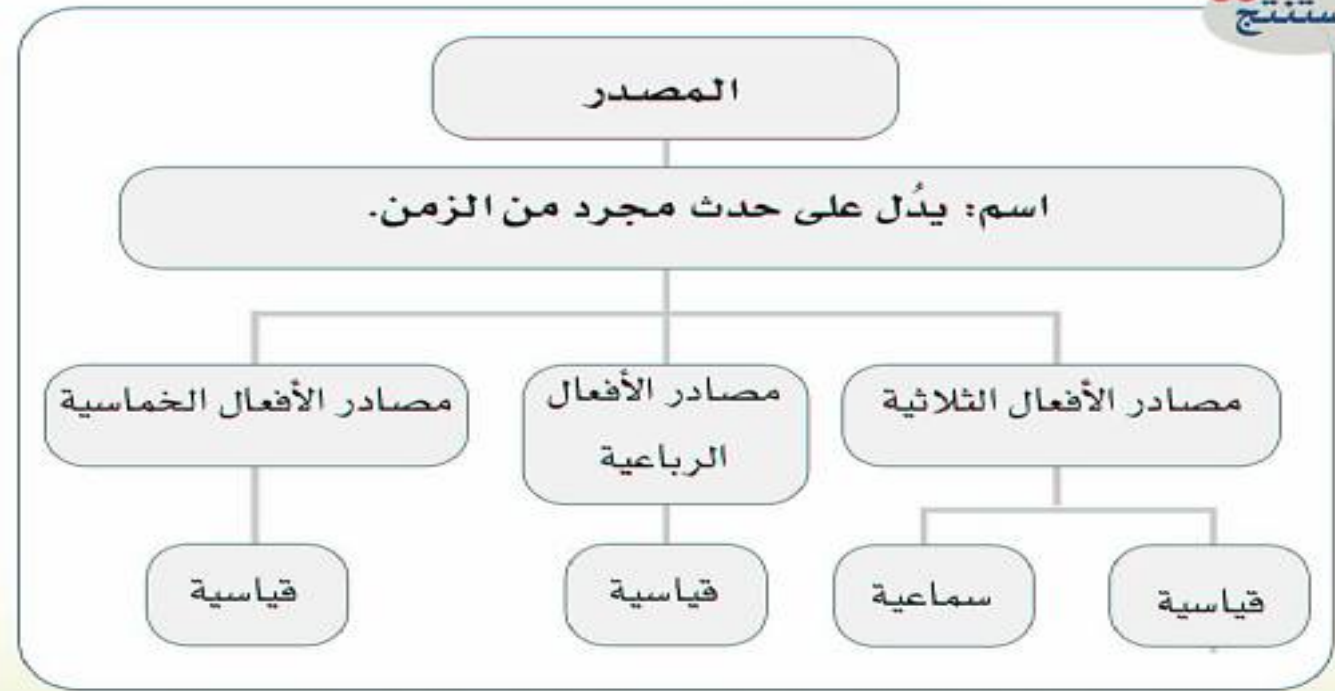 ستنتج
المصدر
اسم: يدُل على حدث مجرد من الزمن.
مصادر الأفعال الثلاثية
مصادر الأفعال
الرباعية
مصادر الأفعال الخماسية
قياسية
سماعية
قياسية
قياسية